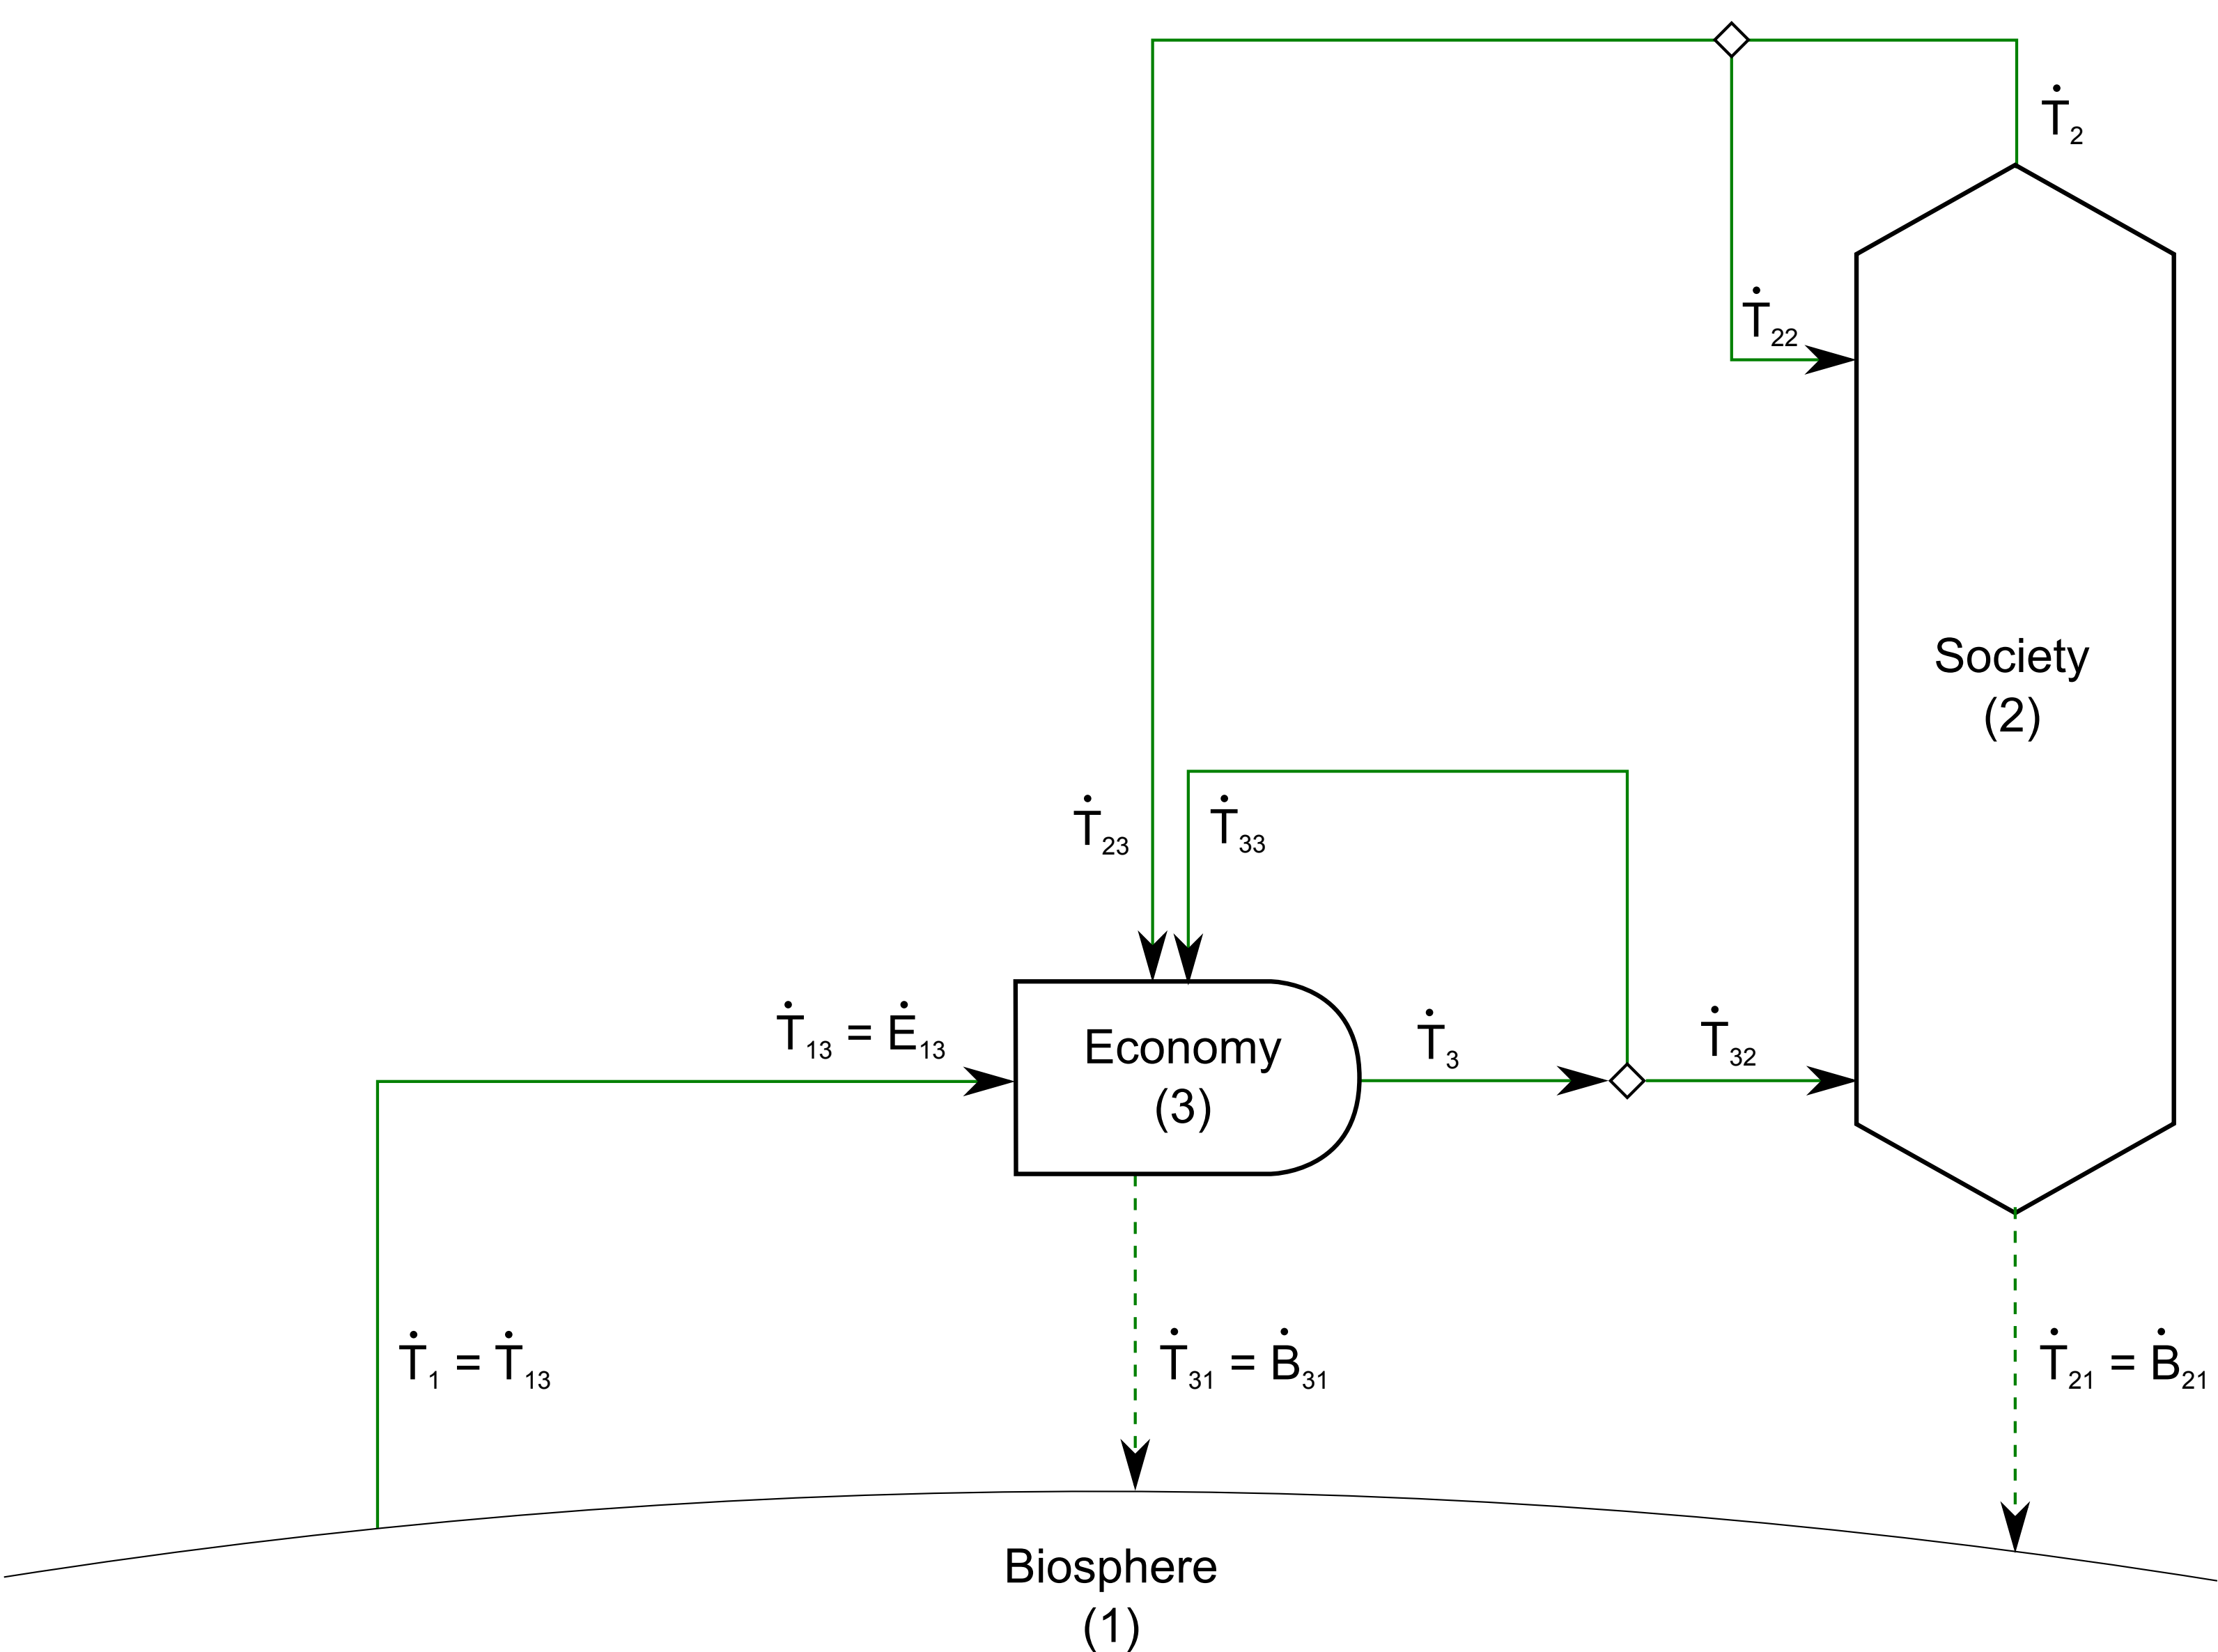 Ṫ₂
Ṫ₂₂
Society
(2)
Ṫ₂₃
Ṫ₃₃
Ṫ₁₃ = Ė₁₃
Economy
(3)
Ṫ₃
Ṫ₃₂
Ṫ₁ = Ṫ₁₃
Ṫ₃₁ = Ḃ₃₁
Ṫ₂₁ = Ḃ₂₁
Biosphere
(1)